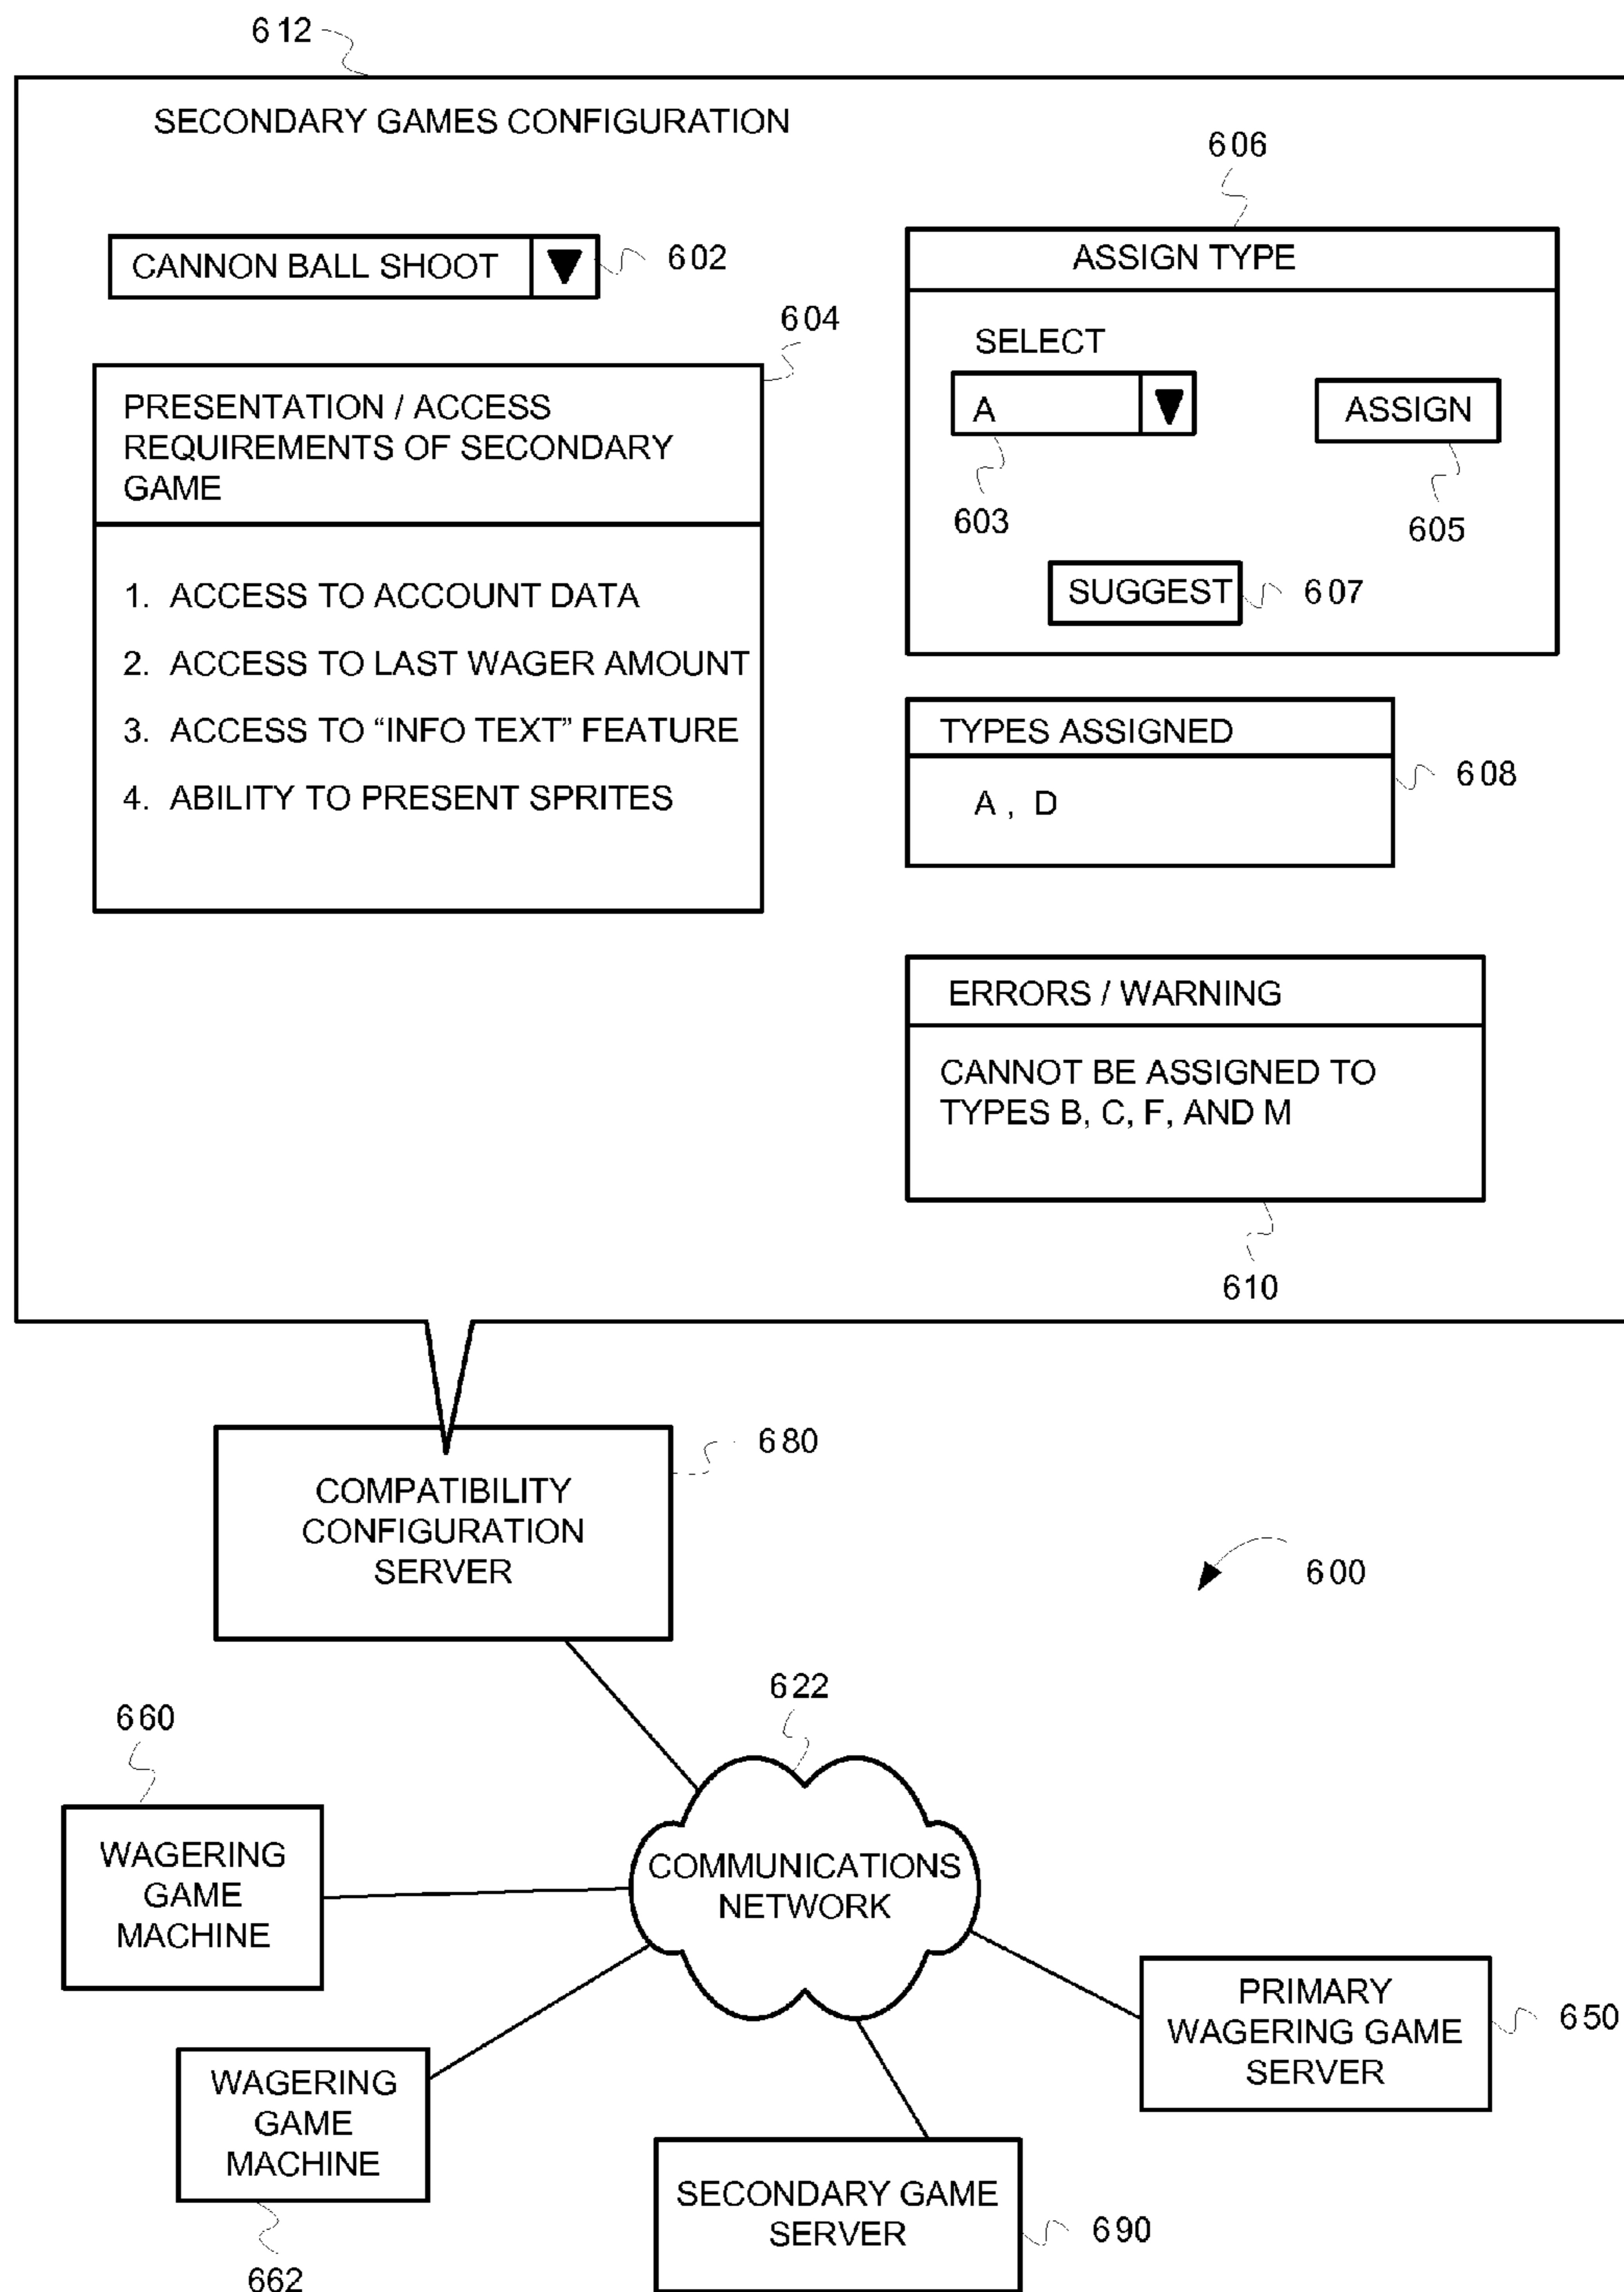 612
SECONDARY GAMES CONFIGURATION
CANNON BALL SHOOT
602
604
PRESENTATION / ACCESS
REQUIREMENTS OF SECONDARY
GAME
1. ACCESS TO ACCOUNT DATA
2. ACCESS TO LAST WAGER AMOUNT
3. ACCESS TO “INFO TEXT” FEATURE
4. ABILITY TO PRESENT SPRITES
606
ASSIGN TYPE
SELECT
A
ASSIGN
603
605
SUGGEST
607
TYPES ASSIGNED
A , D
608
ERRORS / WARNING
CANNOT BE ASSIGNED TO
TYPES B, C, F, AND M
610
680
COMPATIBILITY
CONFIGURATION
SERVER
600
622
660
WAGERING
GAME
MACHINE
COMMUNICATIONS
NETWORK
PRIMARY
WAGERING GAME
SERVER
650
WAGERING
GAME
MACHINE
662
SECONDARY GAME
SERVER
690